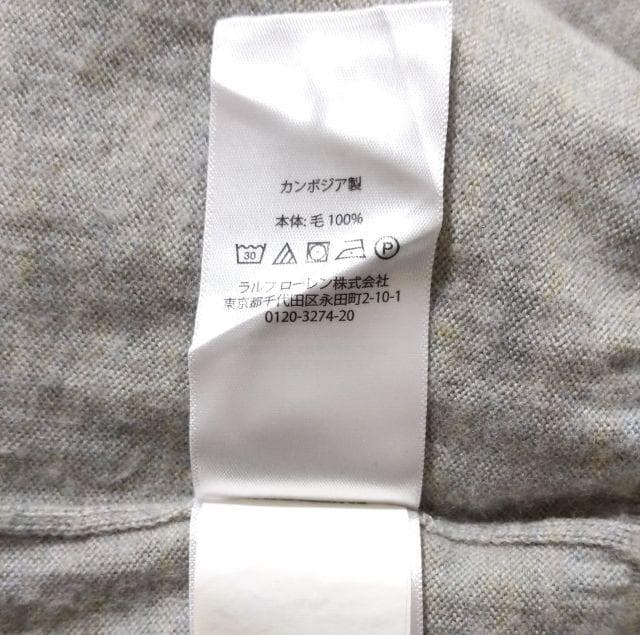 カンボジア製
本体: 毛 100%
30 P
ラルフ ローレン株式会社
東京都千代田区永田町2-10-1
0120-3274-20